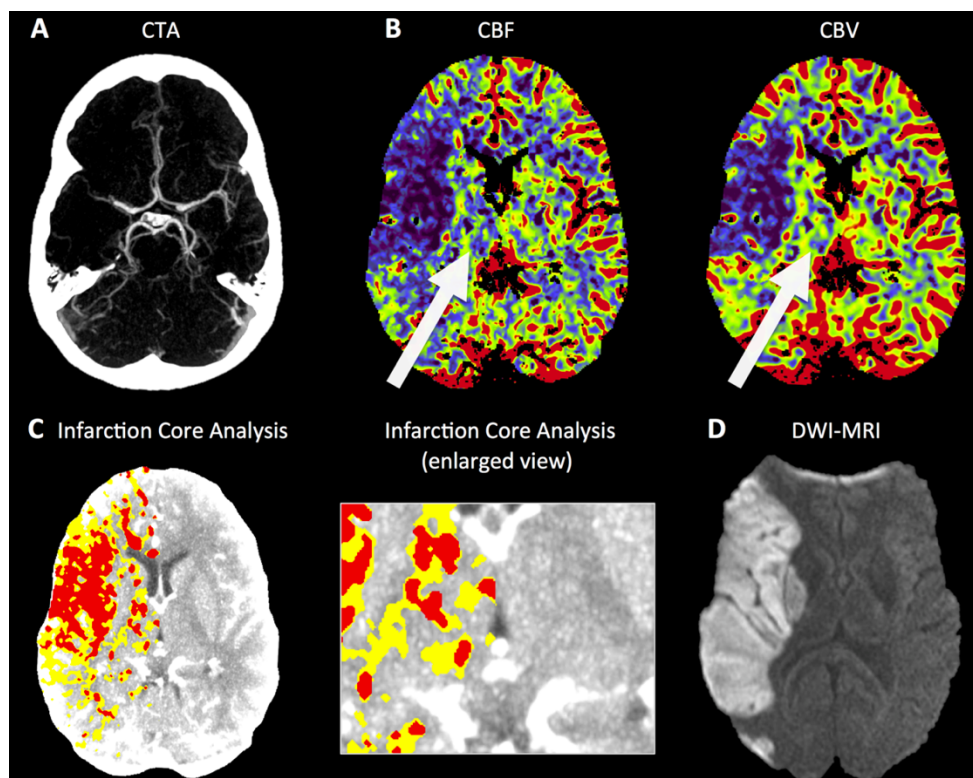 A CTA
B CBF
CBV
C Infarction Core Analysis
Infarction Core Analysis
(enlarged view)
D DWI-MRI